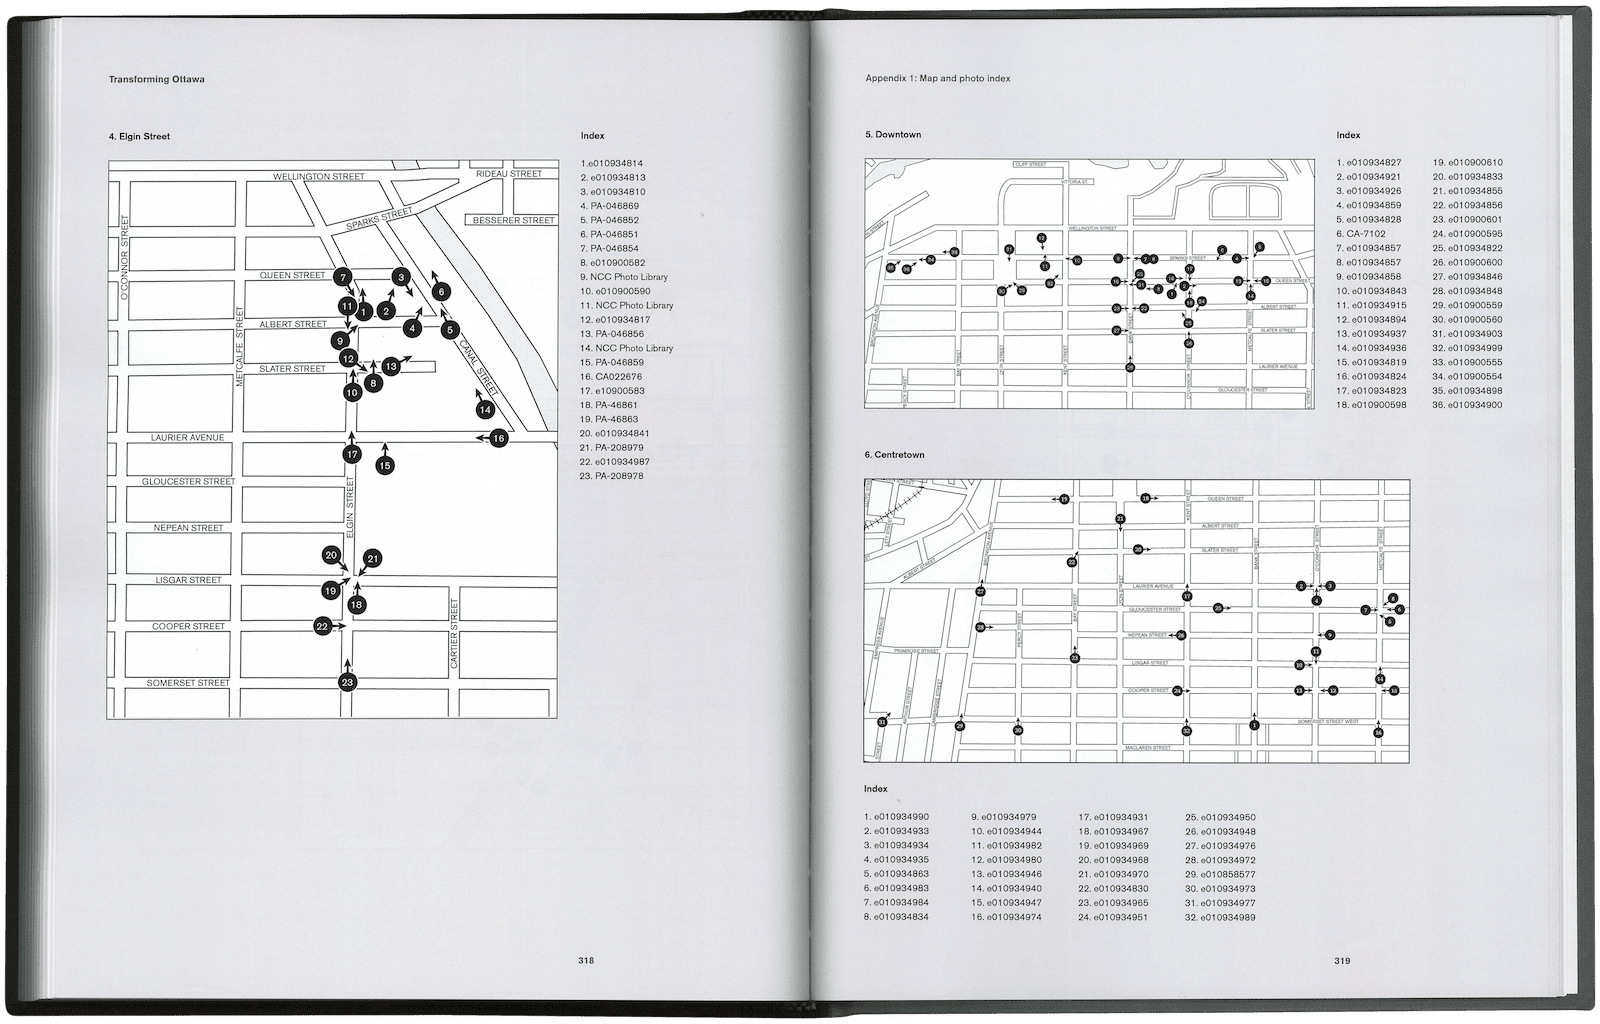 Transforming Ottawa
4. Elgin Street
WELLINGTON STREET
RIDEAU STREET
SPARKS STREET
BESSERER STREET
O'CONNOR STREET
QUEEN STREET
METCALFE STREET
ALBERT STREET
CANAL STREET
SLATER STREET
LAURIER AVENUE
GLOUCESTER STREET
ELGIN STREET
NEPEAN STREET
LISGAR STREET
COOPER STREET
CARTIER STREET
SOMERSET STREET
7
3
6
11
1
2
4
5
9
12
13
8
10
14
16
17
15
20
21
19
18
22
23
Index
1.e010934814
2. e010934813
3. e010934810
4. PA-046869
5. PA-046852
6. PA-046851
7. PA-046854
8. e010900582
9. NCC Photo Library
10. e010900590
11. NCC Photo Library
12. e010934817
13. PA-046856
14. NCC Photo Library
15. PA-046859
16. CA022676
17. e10900583
18. PA-46861
19. PA-46863
20. e010934841
21. PA-208979
22. e010934987
23. PA-208978
318
Appendix 1: Map and photo index
5. Downtown
CLIFF STREET
VITTORIA ST.
WELLINGTON STREET
SPARKS STREET
QUEEN STREET
ALBERT STREET
SLATER STREET
LAURIER AVENUE
GLOUCESTER STREET
Index
1. e010934827
2. e010934921
3. e010934926
4. e010934859
5. e010934828
6. CA-7102
7. e010934857
8. e010934857
9. e010934858
10. e010934843
11. e010934915
12. e010934894
13. e010934937
14. e010934936
15. e010934819
16. e010934824
17. e010934823
18. e010900598
19. e010900610
20. e010934833
21. e010934855
22. e010934856
23. e010900601
24. e010900595
25. e010934822
26. e010900600
27. e010934846
28. e010934848
29. e010900559
30. e010900560
31. e010934903
32. e010934999
33. e010900555
34. e010900554
35. e010934898
36. e010934900
6. Centretown
QUEEN STREET
ALBERT STREET
SLATER STREET
ALBERT STREET
BRONSON AVENUE
KENT STREET
BANK STREET
O'CONNOR STREET
METCALFE STREET
LAURIER AVENUE
GLOUCESTER STREET
BAY STREET
PERCY STREET
NEPEAN STREET
PRIMROSE STREET
LISGAR STREET
COOPER STREET
CAMBRIDGE STREET
SOMERSET STREET WEST
MACLAREN STREET
Index
1. e010934990
2. e010934933
3. e010934934
4. e010934935
5. e010934863
6. e010934983
7. e010934984
8. e010934834
9. e010934979
10. e010934944
11. e010934982
12. e010934980
13. e010934946
14. e010934940
15. e010934947
16. e010934974
17. e010934931
18. e010934967
19. e010934969
20. e010934968
21. e010934970
22. e010934830
23. e010934965
24. e010934951
25. e010934950
26. e010934948
27. e010934976
28. e010934972
29. e010858577
30. e010934973
31. e010934977
32. e010934989
319